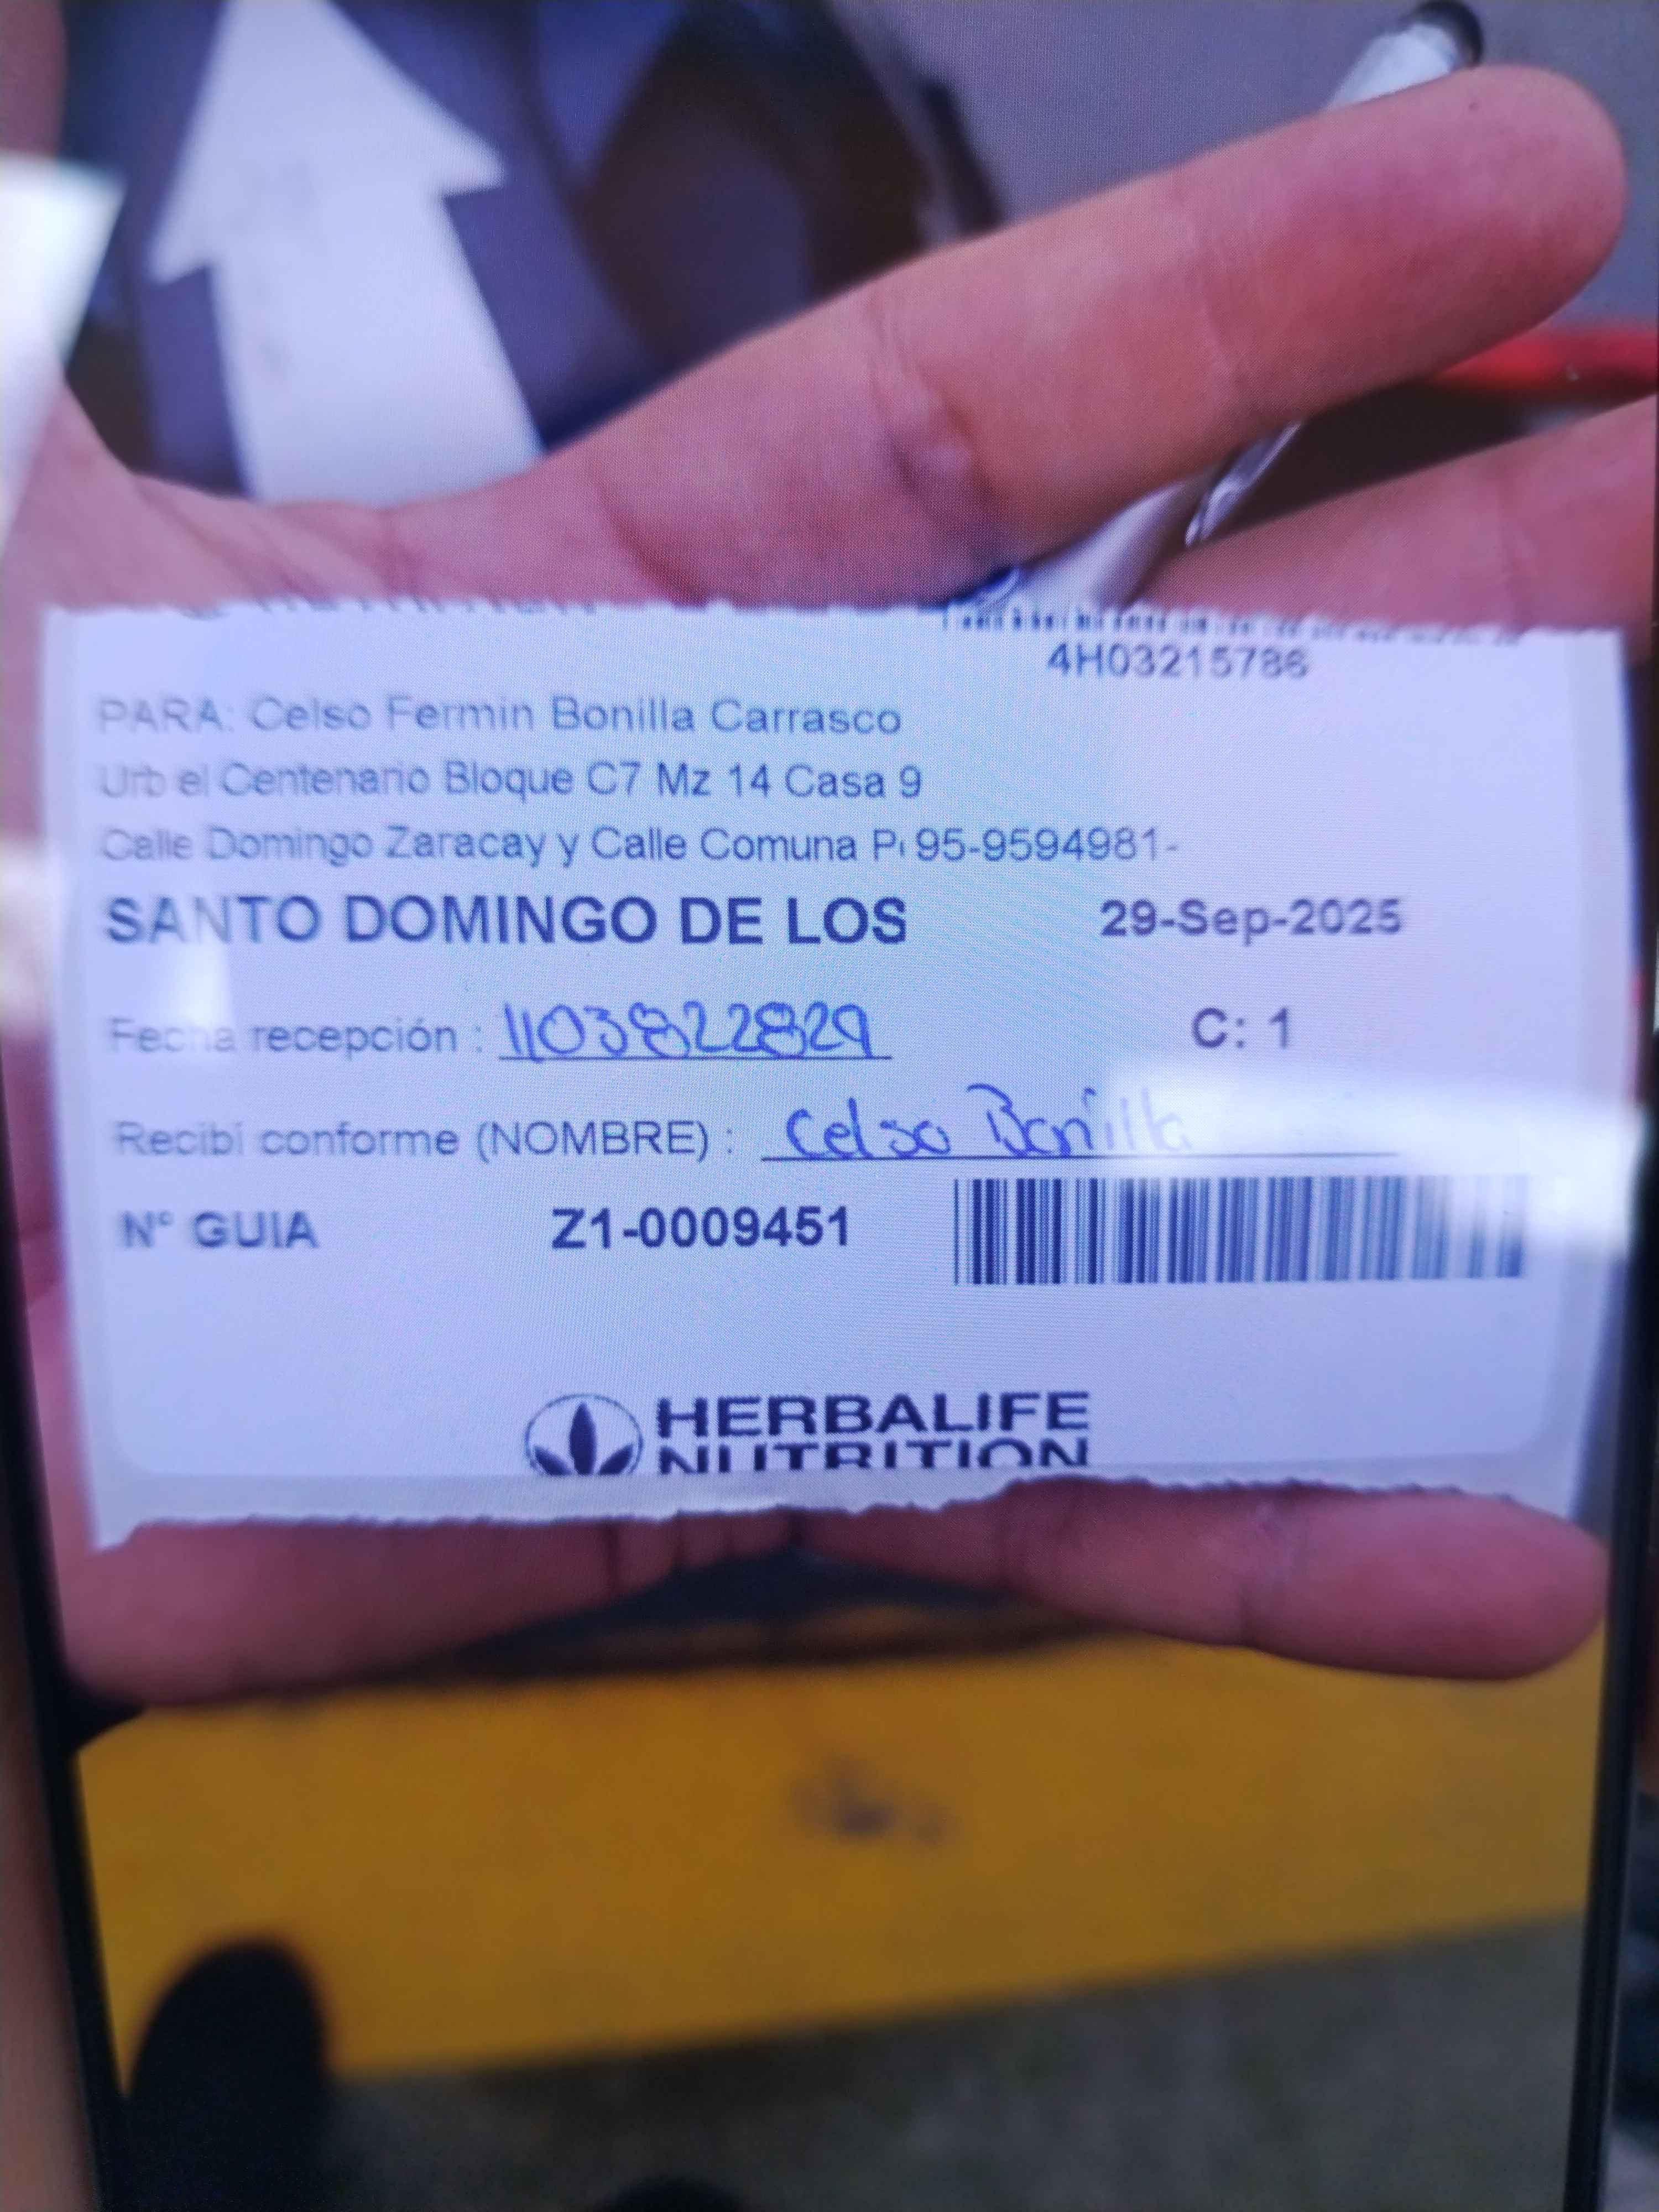 4H03215786
PARA: Celso Fermin Bonilla Carrasco
Urb el Centenario Bloque C7 Mz 14 Casa 9
Calle Domingo Zaracay y Calle Comuna P 95-9594981-
SANTO DOMINGO DE LOS 29-Sep-2025
Fecha recepción : 1103822829 C: 1
Recibí conforme (NOMBRE) : Celso Bonilla
N° GUIA Z1-0009451
HERBALIFE
NUTRITION